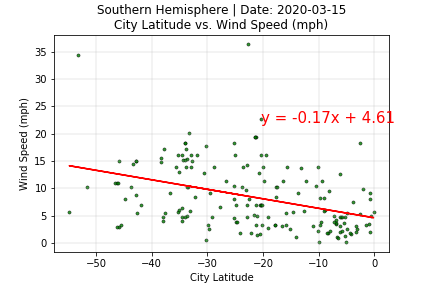 Southern Hemisphere | Date: 2020-03-15
City Latitude vs. Wind Speed (mph)
35
30
25
20
15
10
5
0
y = -0.17x + 4.61
−50
−40
−30
−20
−10
0
Wind Speed (mph)
City Latitude